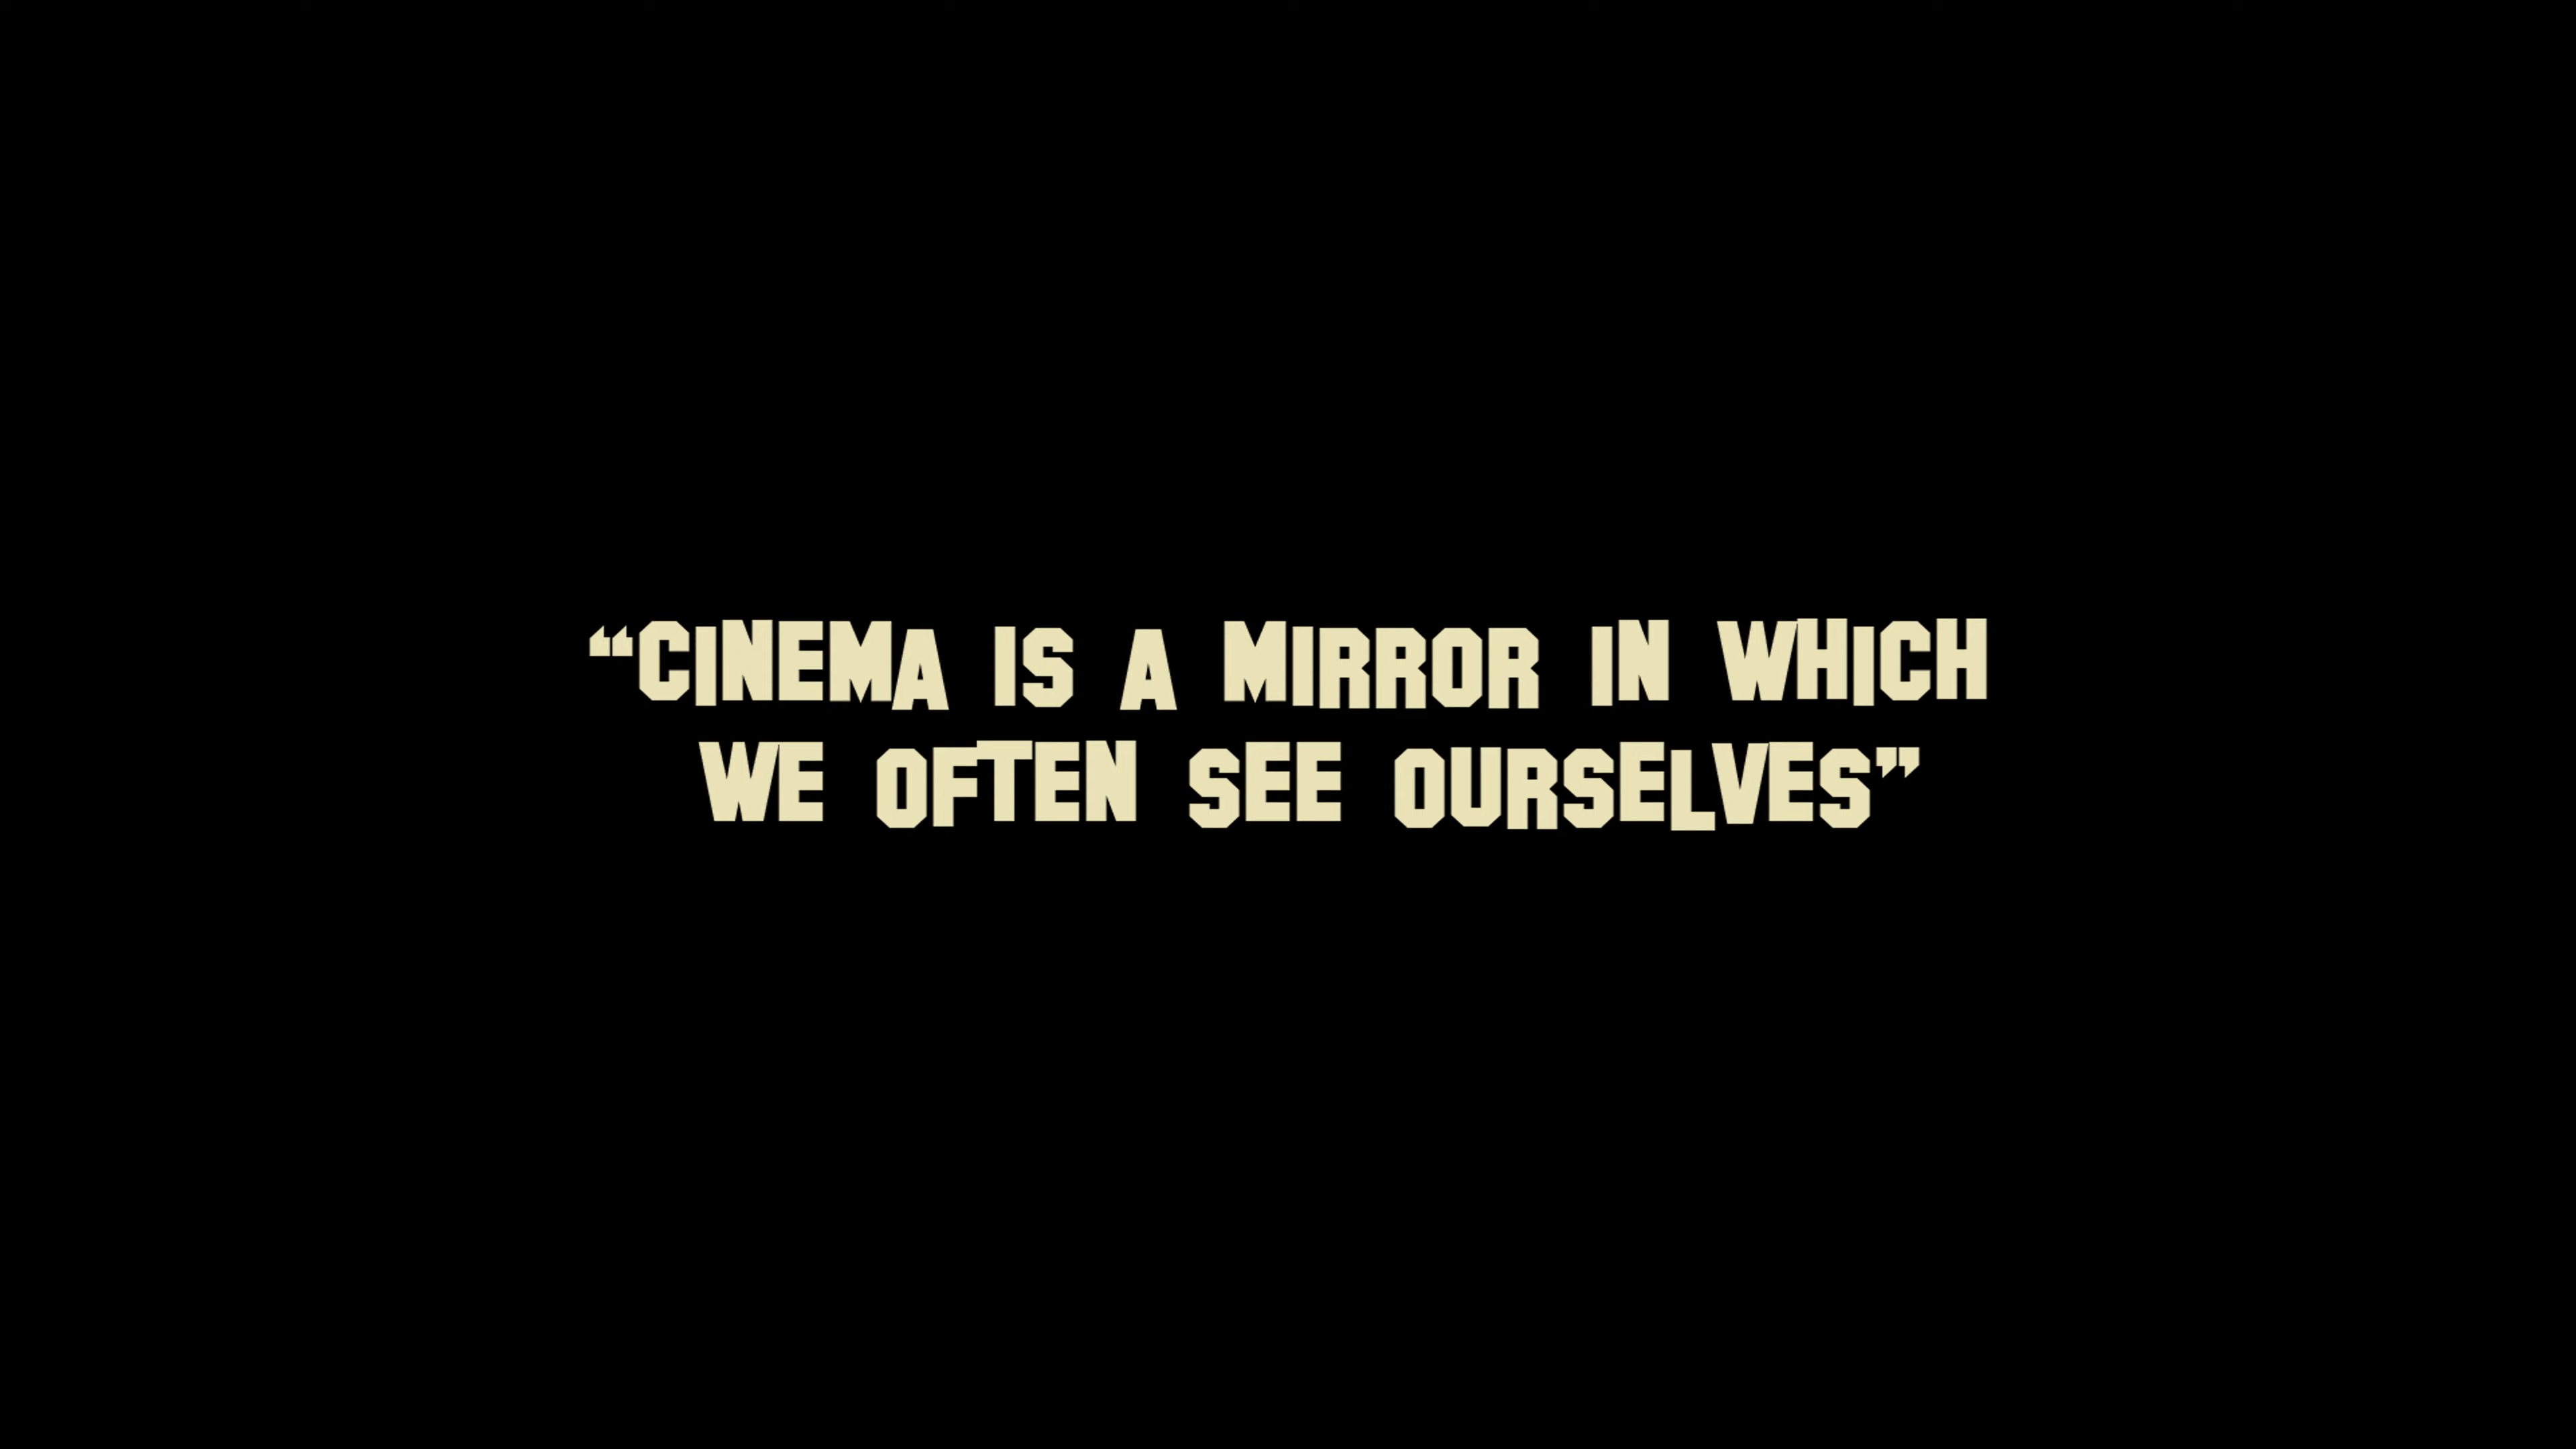 “CINEMA IS A MIRROR IN WHICH
WE OFTEN SEE OURSELVES”